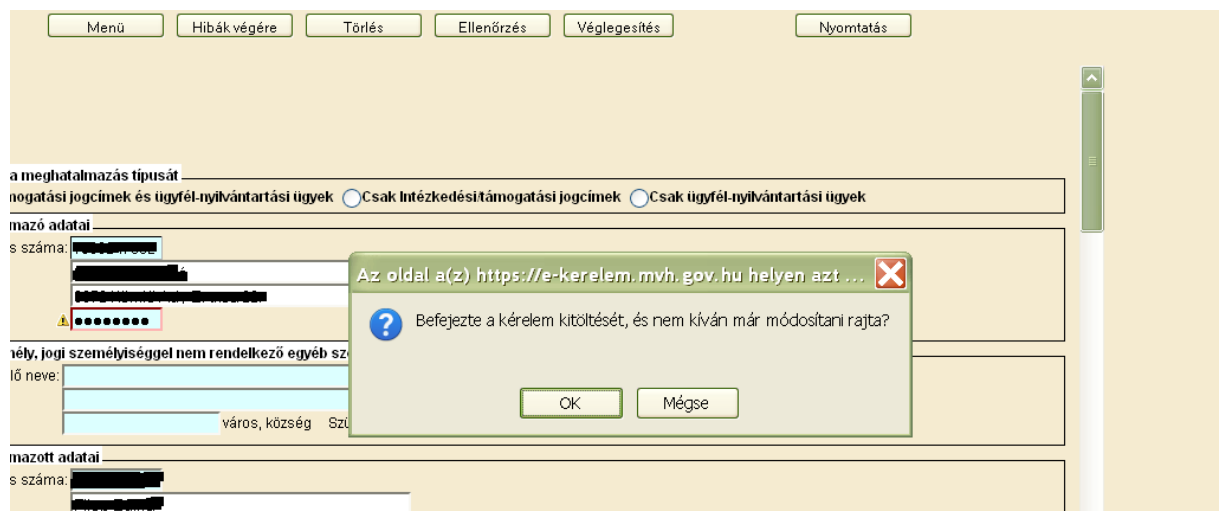 Menü Hibák végére Törlés Ellenőrzés Véglegesítés Nyomtatás
a meghatalmazás típusát
nogatási jogcímek és ügyfél-nyilvántartási ügyek Csak Intézkedési/támogatási jogcímek Csak ügyfél-nyilvántartási ügyek
mazó adatai
s száma:
Az oldal a(z) https://e-kerelem.mvh.gov.hu helyen azt ...
Befejezte a kérelem kitöltését, és nem kíván már módosítani rajta?
OK Mégse
nély, jogi személyiséggel nem rendelkező egyéb sz
lő neve:
város, község Szü
mazott adatai
s száma: